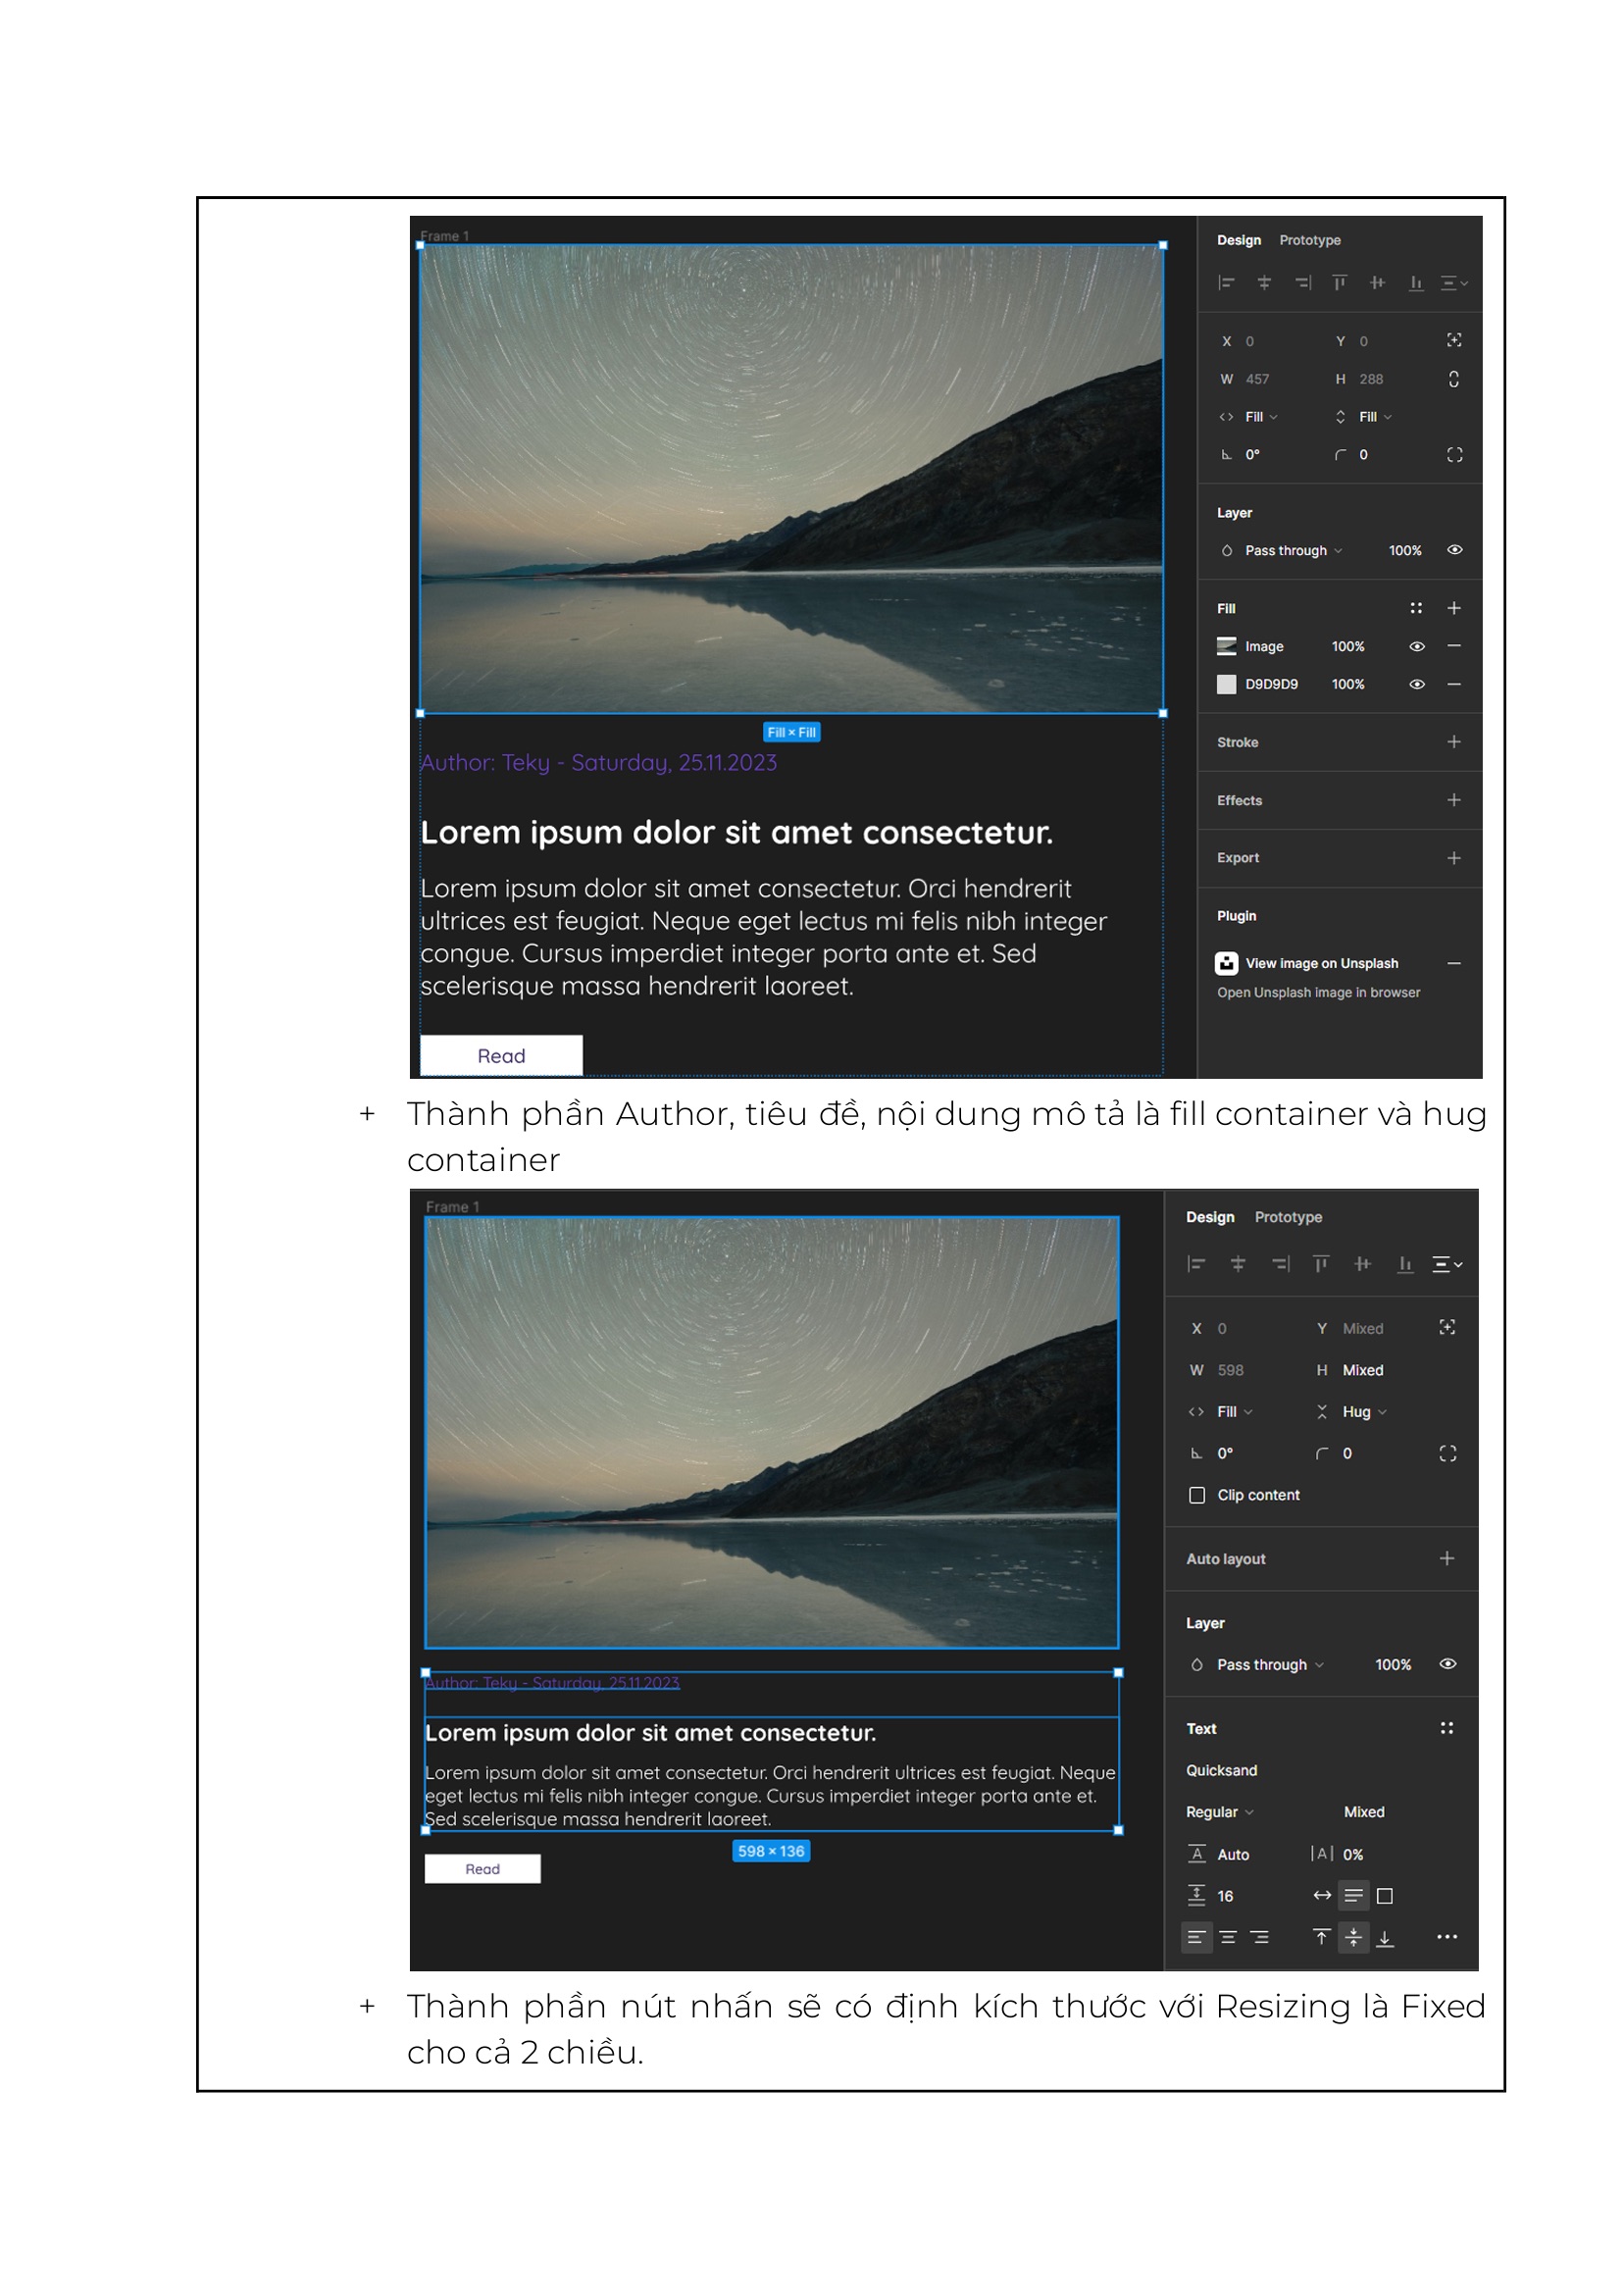 Frame 1
Design Prototype
X 0 Y 0
W 457 H 288
Fill Fill
0° 0
Layer
Pass through 100%
Fill
Image 100%
D9D9D9 100%
Stroke
Effects
Export
Plugin
View image on Unsplash
Open Unsplash image in browser
Fill × Fill
Author: Teky - Saturday, 25.11.2023
Lorem ipsum dolor sit amet consectetur.
Lorem ipsum dolor sit amet consectetur. Orci hendrerit
ultrices est feugiat. Neque eget lectus mi felis nibh integer
congue. Cursus imperdiet integer porta ante et. Sed
scelerisque massa hendrerit laoreet.
Read
+ Thành phần Author, tiêu đề, nội dung mô tả là fill container và hug
container
Frame 1
Design Prototype
X 0 Y Mixed
W 598 H Mixed
Fill Hug
0° 0
Clip content
Auto layout
Layer
Pass through 100%
Text
Quicksand
Regular Mixed
Auto 0%
16
Author: Teky - Saturday, 25.11.2023
Lorem ipsum dolor sit amet consectetur.
Lorem ipsum dolor sit amet consectetur. Orci hendrerit ultrices est feugiat. Neque
eget lectus mi felis nibh integer congue. Cursus imperdiet integer porta ante et.
Sed scelerisque massa hendrerit laoreet.
598 × 136
Read
+ Thành phần nút nhấn sẽ có định kích thước với Resizing là Fixed
cho cả 2 chiều.